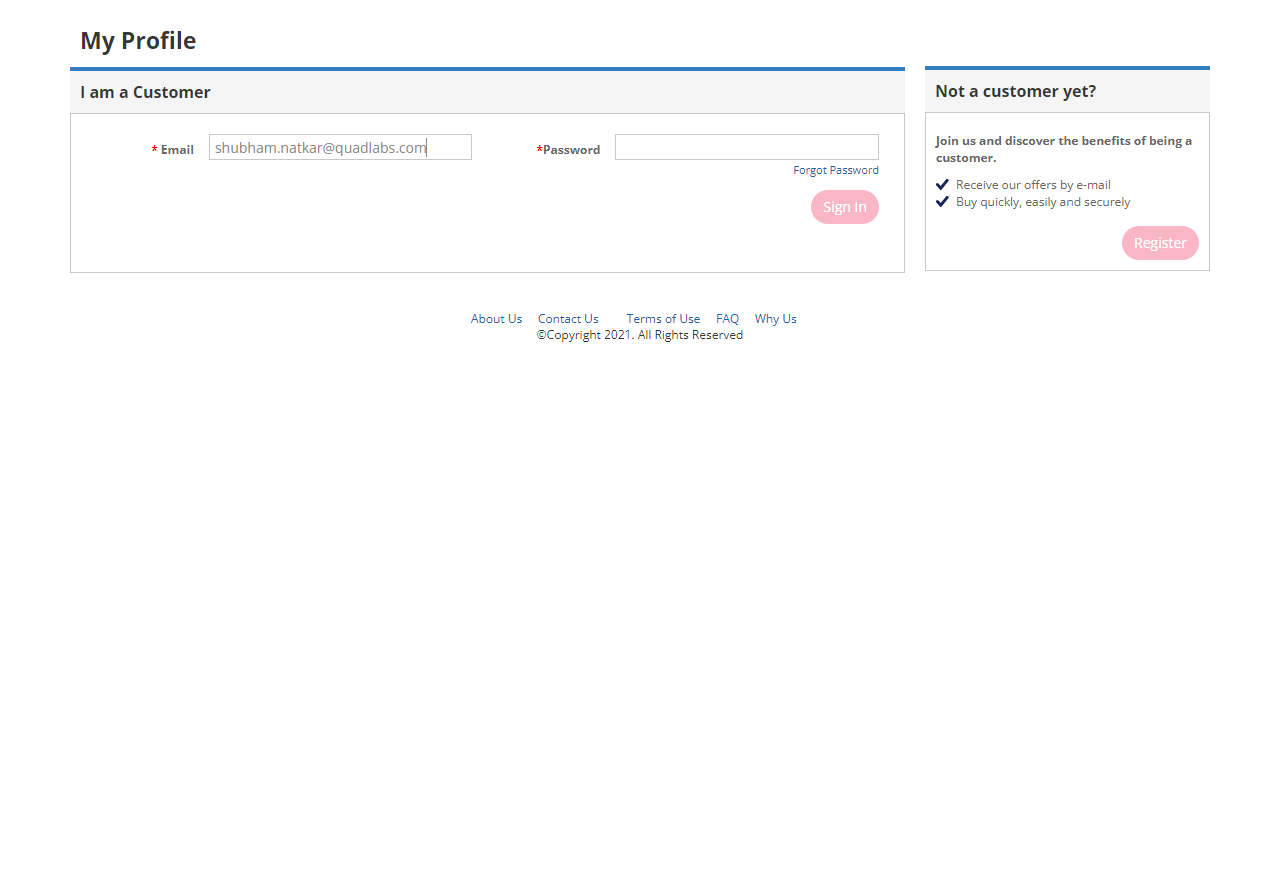 My Profile
I am a Customer
* Email shubham.natkar@quadlabs.com *Password
Forgot Password
Sign In
Not a customer yet?
Join us and discover the benefits of being a
customer.
Receive our offers by e-mail
Buy quickly, easily and securely
Register
About Us Contact Us Terms of Use FAQ Why Us
©Copyright 2021. All Rights Reserved